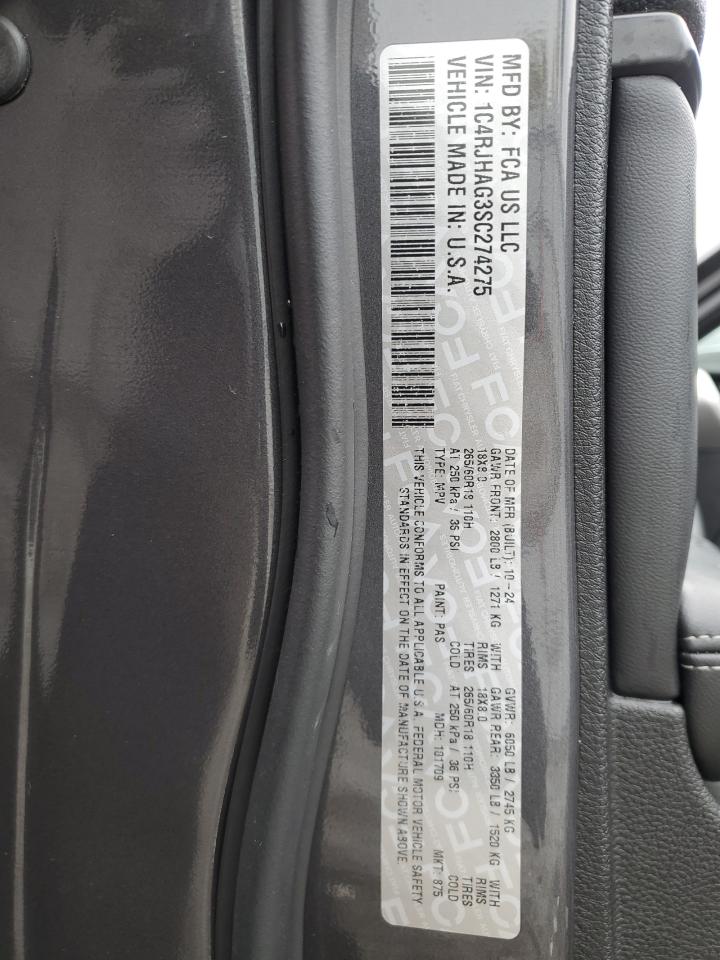 MFD BY: FCA US LLC
VIN: 1C4RJHAG3SC274275
VEHICLE MADE IN: U.S.A.
DATE OF MFR (BUILT): 10-24 GVWR: 6050 LB / 2745 KG
GAWR FRONT: 2800 LB / 1271 KG WITH GAWR REAR: 3350 LB / 1520 KG WITH
18X8.0 RIMS 18X8.0 RIMS
265/60R18 110H TIRES 265/60R18 110H TIRES
AT 250 kPa / 36 PSI COLD AT 250 kPa / 36 PSI COLD
TYPE: MPV PAINT: PAS MDH: 101709 MKT: 875
THIS VEHICLE CONFORMS TO ALL APPLICABLE U.S.A. FEDERAL MOTOR VEHICLE SAFETY
STANDARDS IN EFFECT ON THE DATE OF MANUFACTURE SHOWN ABOVE.